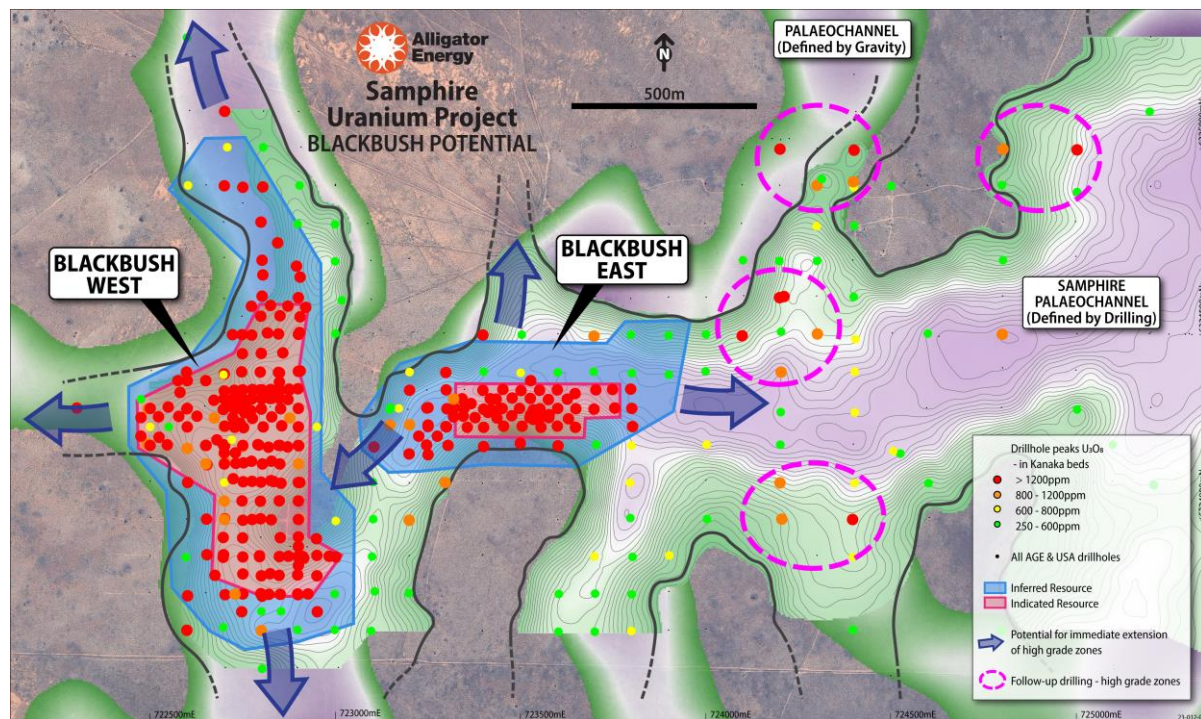 Alligator
Energy
Samphire
Uranium Project
BLACKBUSH POTENTIAL
N
500m
PALAEOCHANNEL
(Defined by Gravity)
BLACKBUSH
WEST
BLACKBUSH
EAST
SAMPHIRE
PALAEOCHANNEL
(Defined by Drilling)
Drillhole peaks U₃O₈
- in Kanaka beds
> 1200ppm
800 - 1200ppm
600 - 800ppm
250 - 600ppm
All AGE & USA drillholes
Inferred Resource
Indicated Resource
Potential for immediate extension
of high grade zones
Follow-up drilling - high grade zones
722500mE
723000mE
723500mE
724000mE
724500mE
725000mE